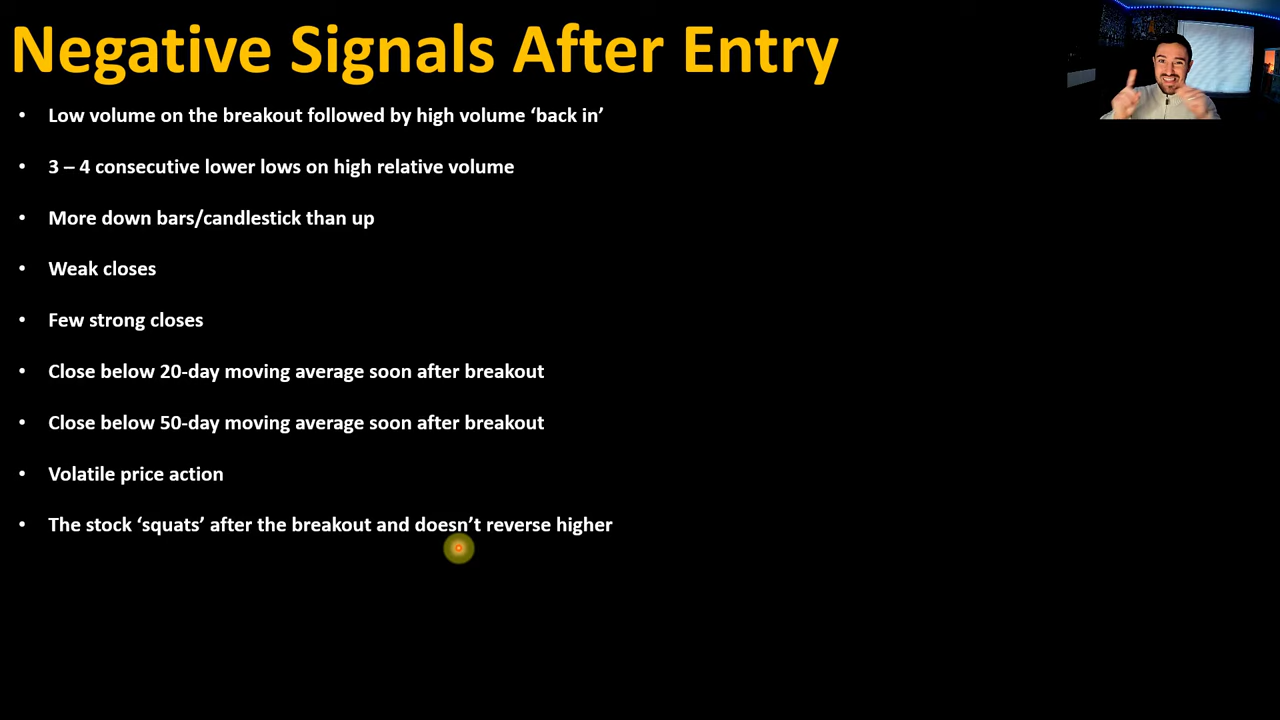 Negative Signals After Entry
• Low volume on the breakout followed by high volume ‘back in’
• 3 – 4 consecutive lower lows on high relative volume
• More down bars/candlestick than up
• Weak closes
• Few strong closes
• Close below 20-day moving average soon after breakout
• Close below 50-day moving average soon after breakout
• Volatile price action
• The stock ‘squats’ after the breakout and doesn’t reverse higher